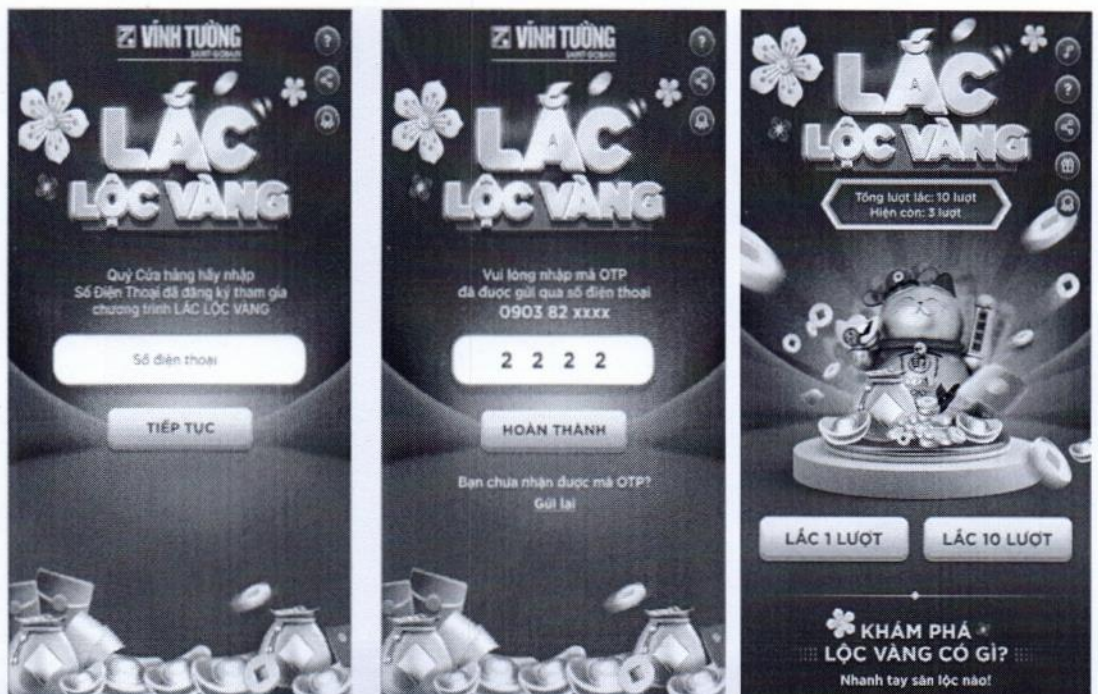 VĨNH TƯỜNG
SAINT-GOBAIN
LẮC
LỘC VÀNG
Quý Cửa hàng hãy nhập
Số Điện Thoại đã đăng ký tham gia
chương trình LẮC LỘC VÀNG
Số điện thoại
TIẾP TỤC
VĨNH TƯỜNG
SAINT-GOBAIN
LẮC
LỘC VÀNG
Vui lòng nhập mã OTP
đã được gửi qua số điện thoại
0903 82 xxxx
2 2 2 2
HOÀN THÀNH
Bạn chưa nhận được mã OTP?
Gửi lại
LẮC
LỘC VÀNG
Tổng lượt lắc: 10 lượt
Hiện còn: 3 lượt
LẮC 1 LƯỢT
LẮC 10 LƯỢT
KHÁM PHÁ
LỘC VÀNG CÓ GÌ?
Nhanh tay săn lộc nào!